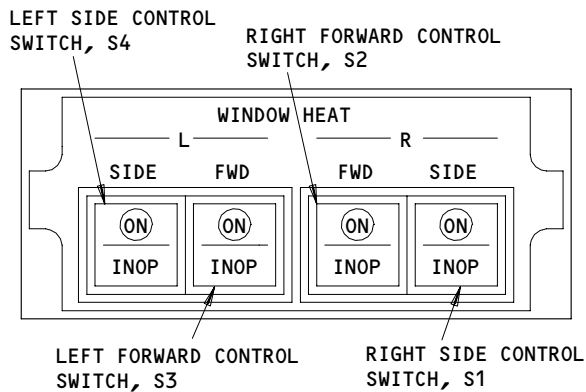 LEFT SIDE CONTROL
SWITCH, S4
RIGHT FORWARD CONTROL
SWITCH, S2
WINDOW HEAT
L
R
SIDE
FWD
FWD
SIDE
ON
ON
ON
ON
INOP
INOP
INOP
INOP
LEFT FORWARD CONTROL
SWITCH, S3
RIGHT SIDE CONTROL
SWITCH, S1